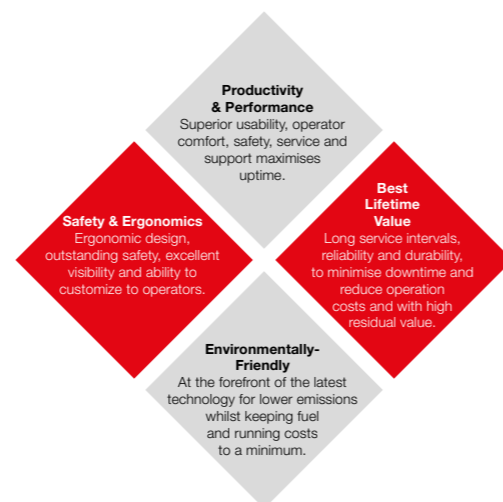 Productivity
& Performance
Superior usability, operator
comfort, safety, service and
support maximises
uptime.
Safety & Ergonomics
Ergonomic design,
outstanding safety, excellent
visibility and ability to
customize to operators.
Best
Lifetime
Value
Long service intervals,
reliability and durability,
to minimise downtime and
reduce operation
costs and with high
residual value.
Environmentally-
Friendly
At the forefront of the latest
technology for lower emissions
whilst keeping fuel
and running costs
to a minimum.